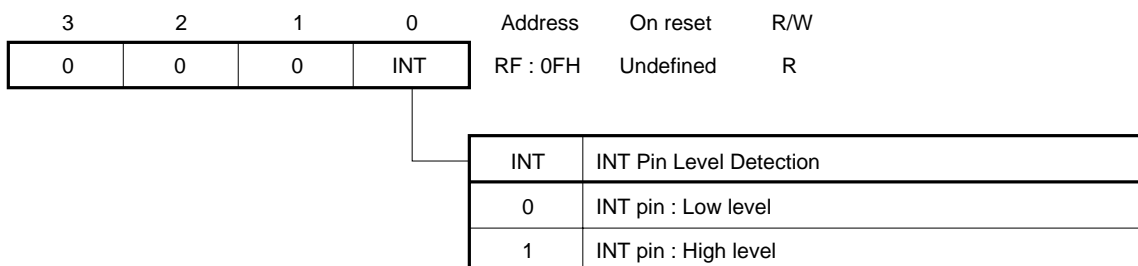 3 2 1 0 Address On reset R/W
0 0 0 INT RF : 0FH Undefined R
INT INT Pin Level Detection
0 INT pin : Low level
1 INT pin : High level